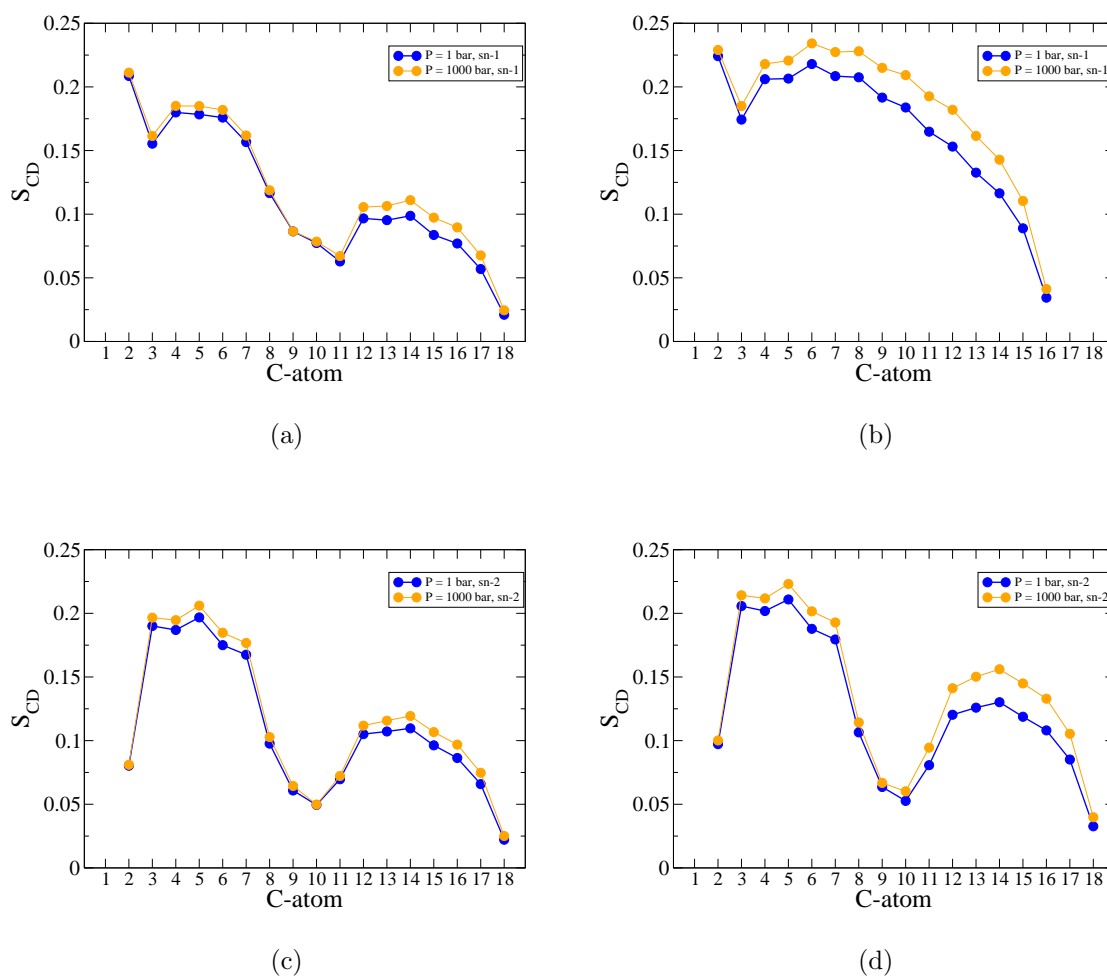 0.25
0.2
0.15
0.1
0.05
0
S_CD
P = 1 bar, sn-1
P = 1000 bar, sn-1
1 2 3 4 5 6 7 8 9 10 11 12 13 14 15 16 17 18
C-atom
(a)
0.25
0.2
0.15
0.1
0.05
0
S_CD
P = 1 bar, sn-1
P = 1000 bar, sn-1
1 2 3 4 5 6 7 8 9 10 11 12 13 14 15 16 17 18
C-atom
(b)
0.25
0.2
0.15
0.1
0.05
0
S_CD
P = 1 bar, sn-2
P = 1000 bar, sn-2
1 2 3 4 5 6 7 8 9 10 11 12 13 14 15 16 17 18
C-atom
(c)
0.25
0.2
0.15
0.1
0.05
0
S_CD
P = 1 bar, sn-2
P = 1000 bar, sn-2
1 2 3 4 5 6 7 8 9 10 11 12 13 14 15 16 17 18
C-atom
(d)